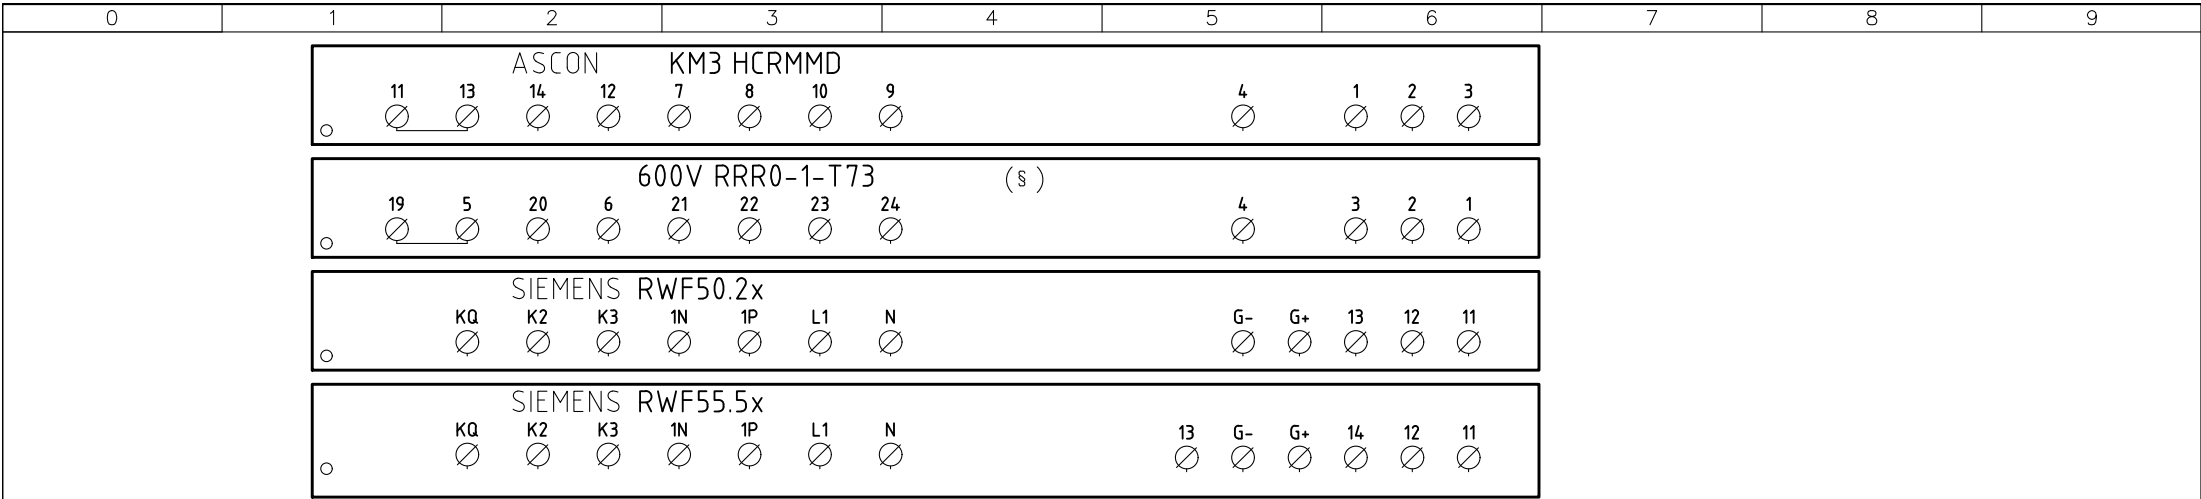 0 1 2 3 4 5 6 7 8 9
ASCON KM3 HCRMMD
11 13 14 12 7 8 10 9 4 1 2 3
600V RRR0-1-T73 (§)
19 5 20 6 21 22 23 24 4 3 2 1
SIEMENS RWF50.2x
KQ K2 K3 1N 1P L1 N G- G+ 13 12 11
SIEMENS RWF55.5x
KQ K2 K3 1N 1P L1 N 13 G- G+ 14 12 11